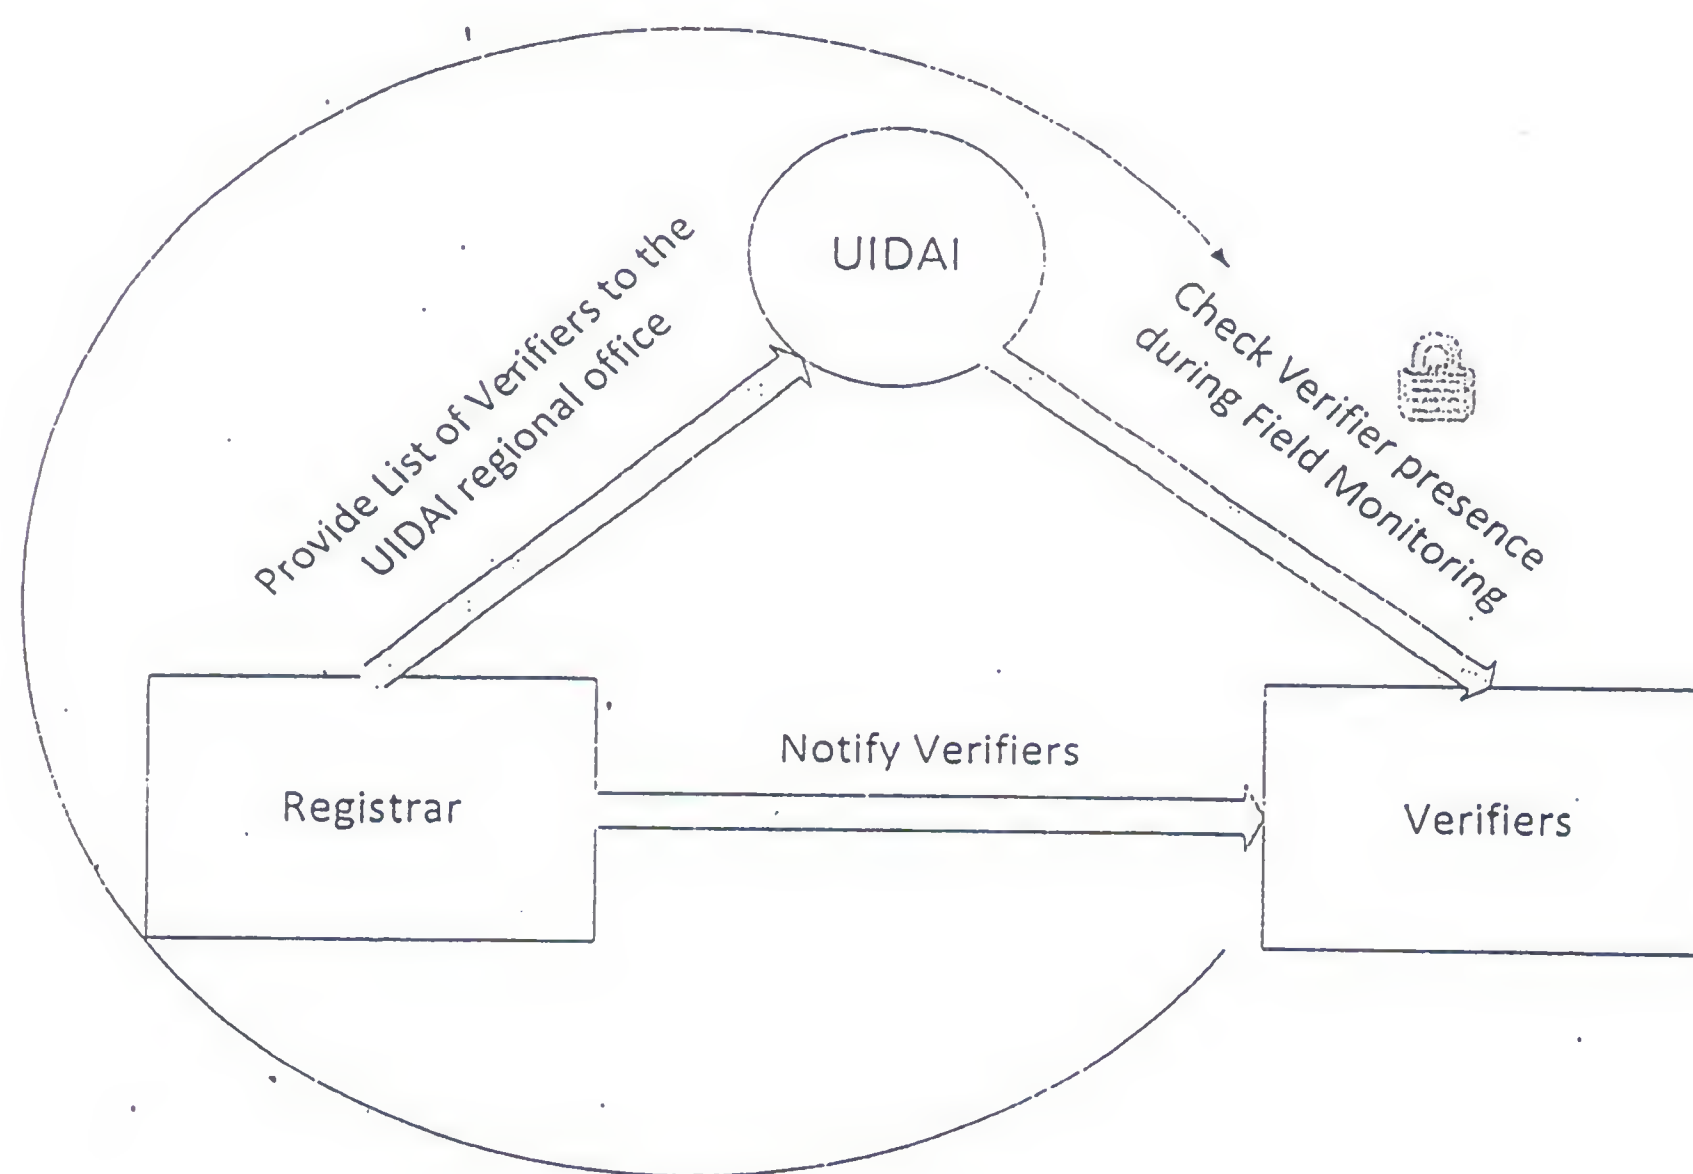 UIDAI
Provide List of Verifiers to the
UIDAI regional office
Check Verifier presence
during Field Monitoring
Notify Verifiers
Registrar
Verifiers